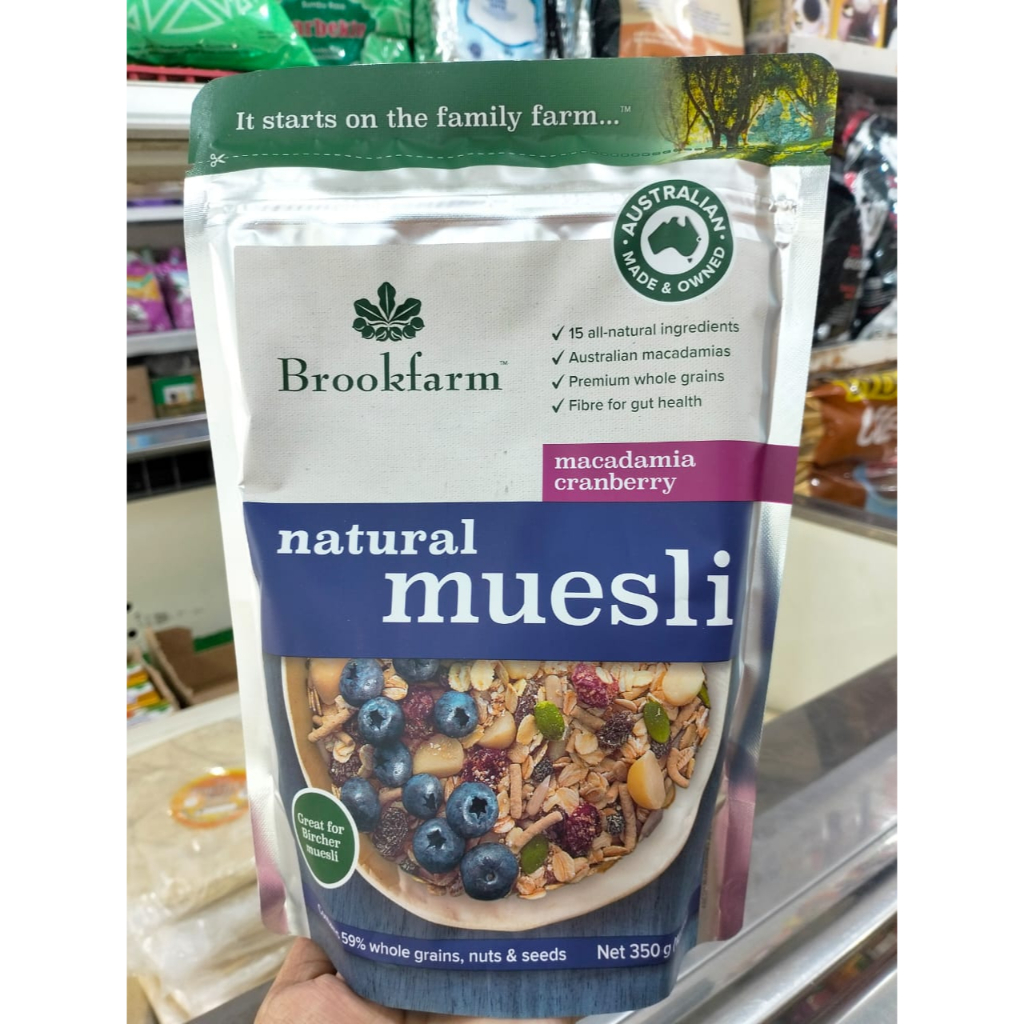 It starts on the family farm...™
AUSTRALIAN
MADE & OWNED
Brookfarm™
✓ 15 all-natural ingredients
✓ Australian macadamias
✓ Premium whole grains
✓ Fibre for gut health
macadamia
cranberry
natural
muesli
Great for
Bircher
muesli
59% whole grains, nuts & seeds
Net 350 g